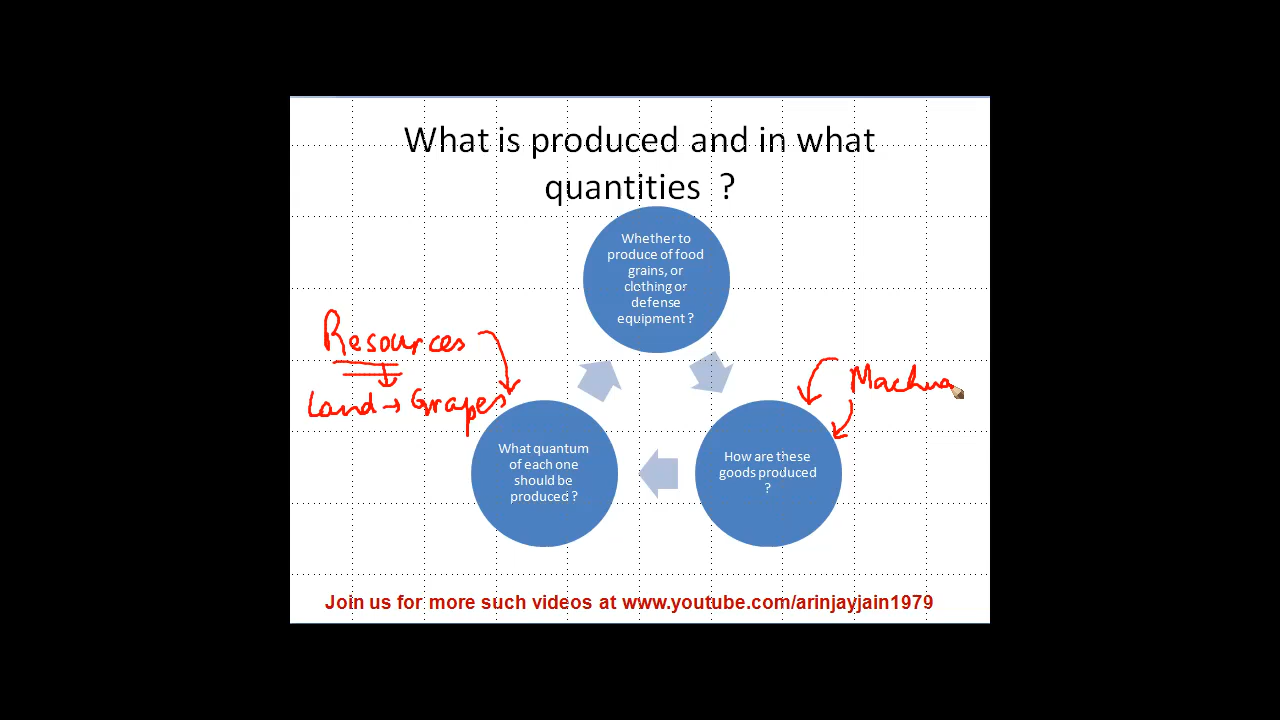 What is produced and in what
quantities ?
Whether to
produce of food
grains, or
clothing or
defense
equipment ?
Resources
Land → Grapes
What quantum
of each one
should be
produced ?
How are these
goods produced
?
Join us for more such videos at www.youtube.com/arinjayjain1979